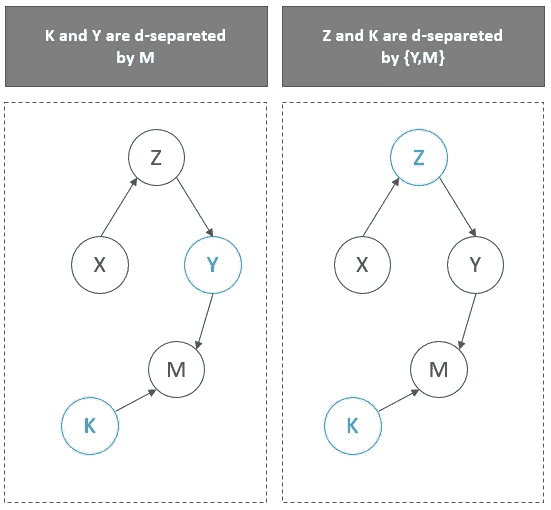 K and Y are d-separeted
by M
Z and K are d-separeted
by {Y,M}
Z
X
Y
M
K
Z
X
Y
M
K